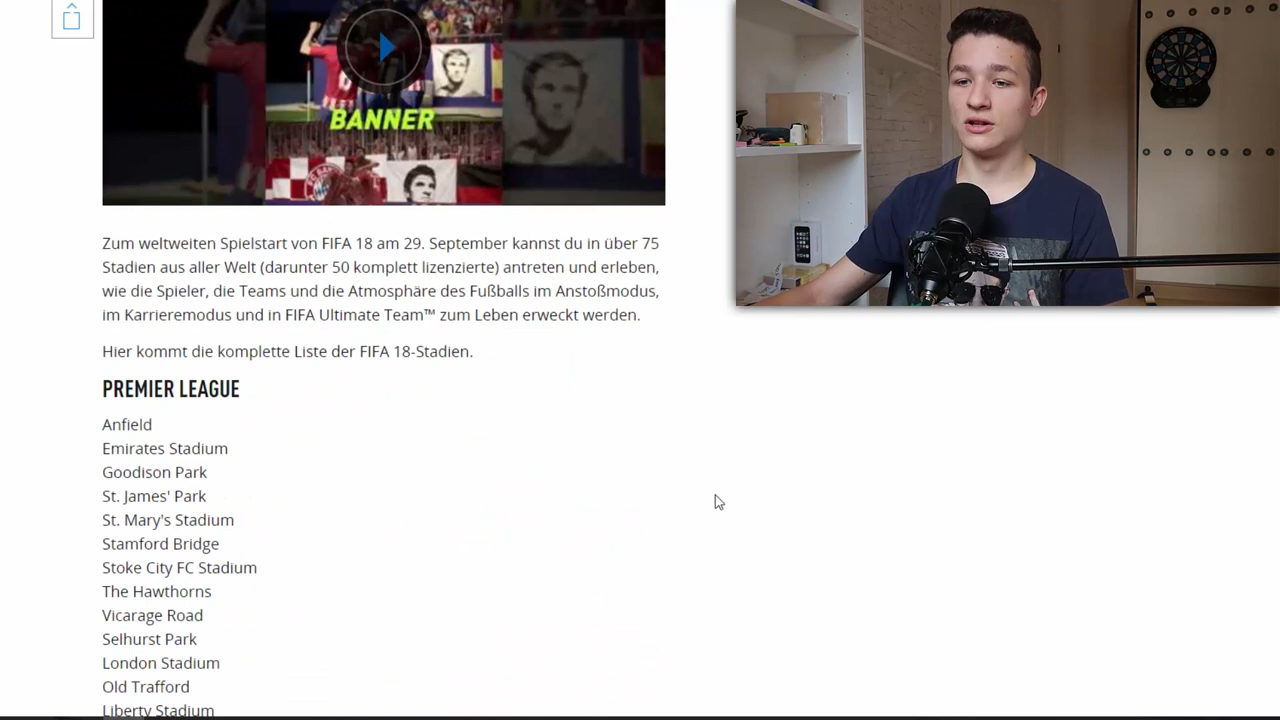 BANNER
Zum weltweiten Spielstart von FIFA 18 am 29. September kannst du in über 75
Stadien aus aller Welt (darunter 50 komplett lizenzierte) antreten und erleben,
wie die Spieler, die Teams und die Atmosphäre des Fußballs im Anstoßmodus,
im Karrieremodus und in FIFA Ultimate Team™ zum Leben erweckt werden.
Hier kommt die komplette Liste der FIFA 18-Stadien.
PREMIER LEAGUE
Anfield
Emirates Stadium
Goodison Park
St. James' Park
St. Mary's Stadium
Stamford Bridge
Stoke City FC Stadium
The Hawthorns
Vicarage Road
Selhurst Park
London Stadium
Old Trafford
Liberty Stadium